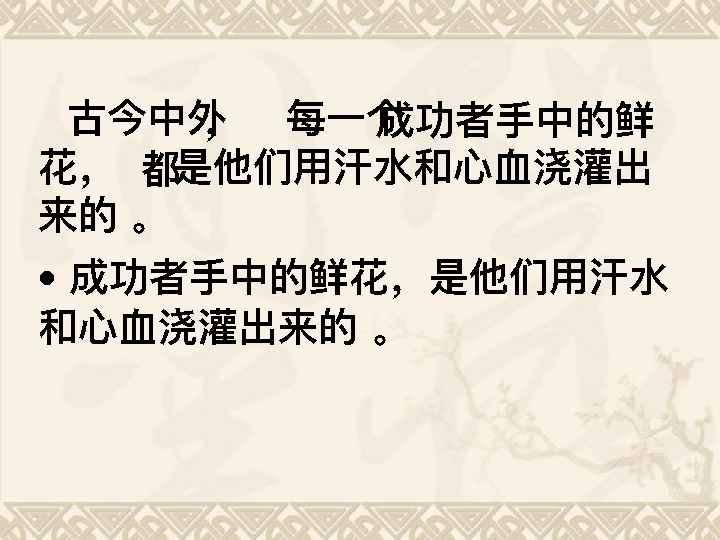 古今中外， 每一个成功者手中的鲜
花， 都是他们用汗水和心血浇灌出
来的 。
• 成功者手中的鲜花，是他们用汗水
和心血浇灌出来的 。